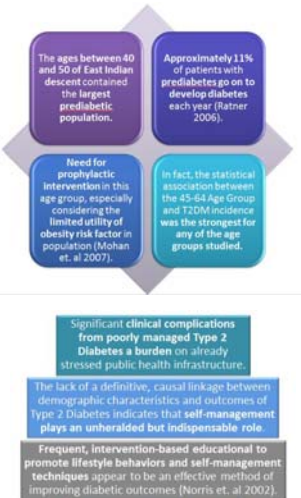 The ages between 40
and 50 of East Indian
descent contained the
largest
prediabetic
population.
Approximately 11%
of patients with
prediabetes go on to
develop diabetes
each year (Ratner
2006).
Need for
prophylactic
intervention in this
age group, especially
considering the
limited utility of
obesity risk factor in
population (Mohan
et. al 2007).
In fact, the statistical
association between
the 45-64 Age Group
and T2DM incidence
was the strongest for
any of the age
groups studied.
Significant clinical complications
from poorly managed Type 2
Diabetes a burden on already
stressed public health infrastructure.
The lack of a definitive, causal linkage between
demographic characteristics and outcomes of
Type 2 Diabetes indicates that self-management
plays an unheralded but indispensable role.
Frequent, intervention-based educational to
promote lifestyle behaviors and self-management
techniques appear to be an effective method of
improving diabetic outcomes (Norris et. al 2002).